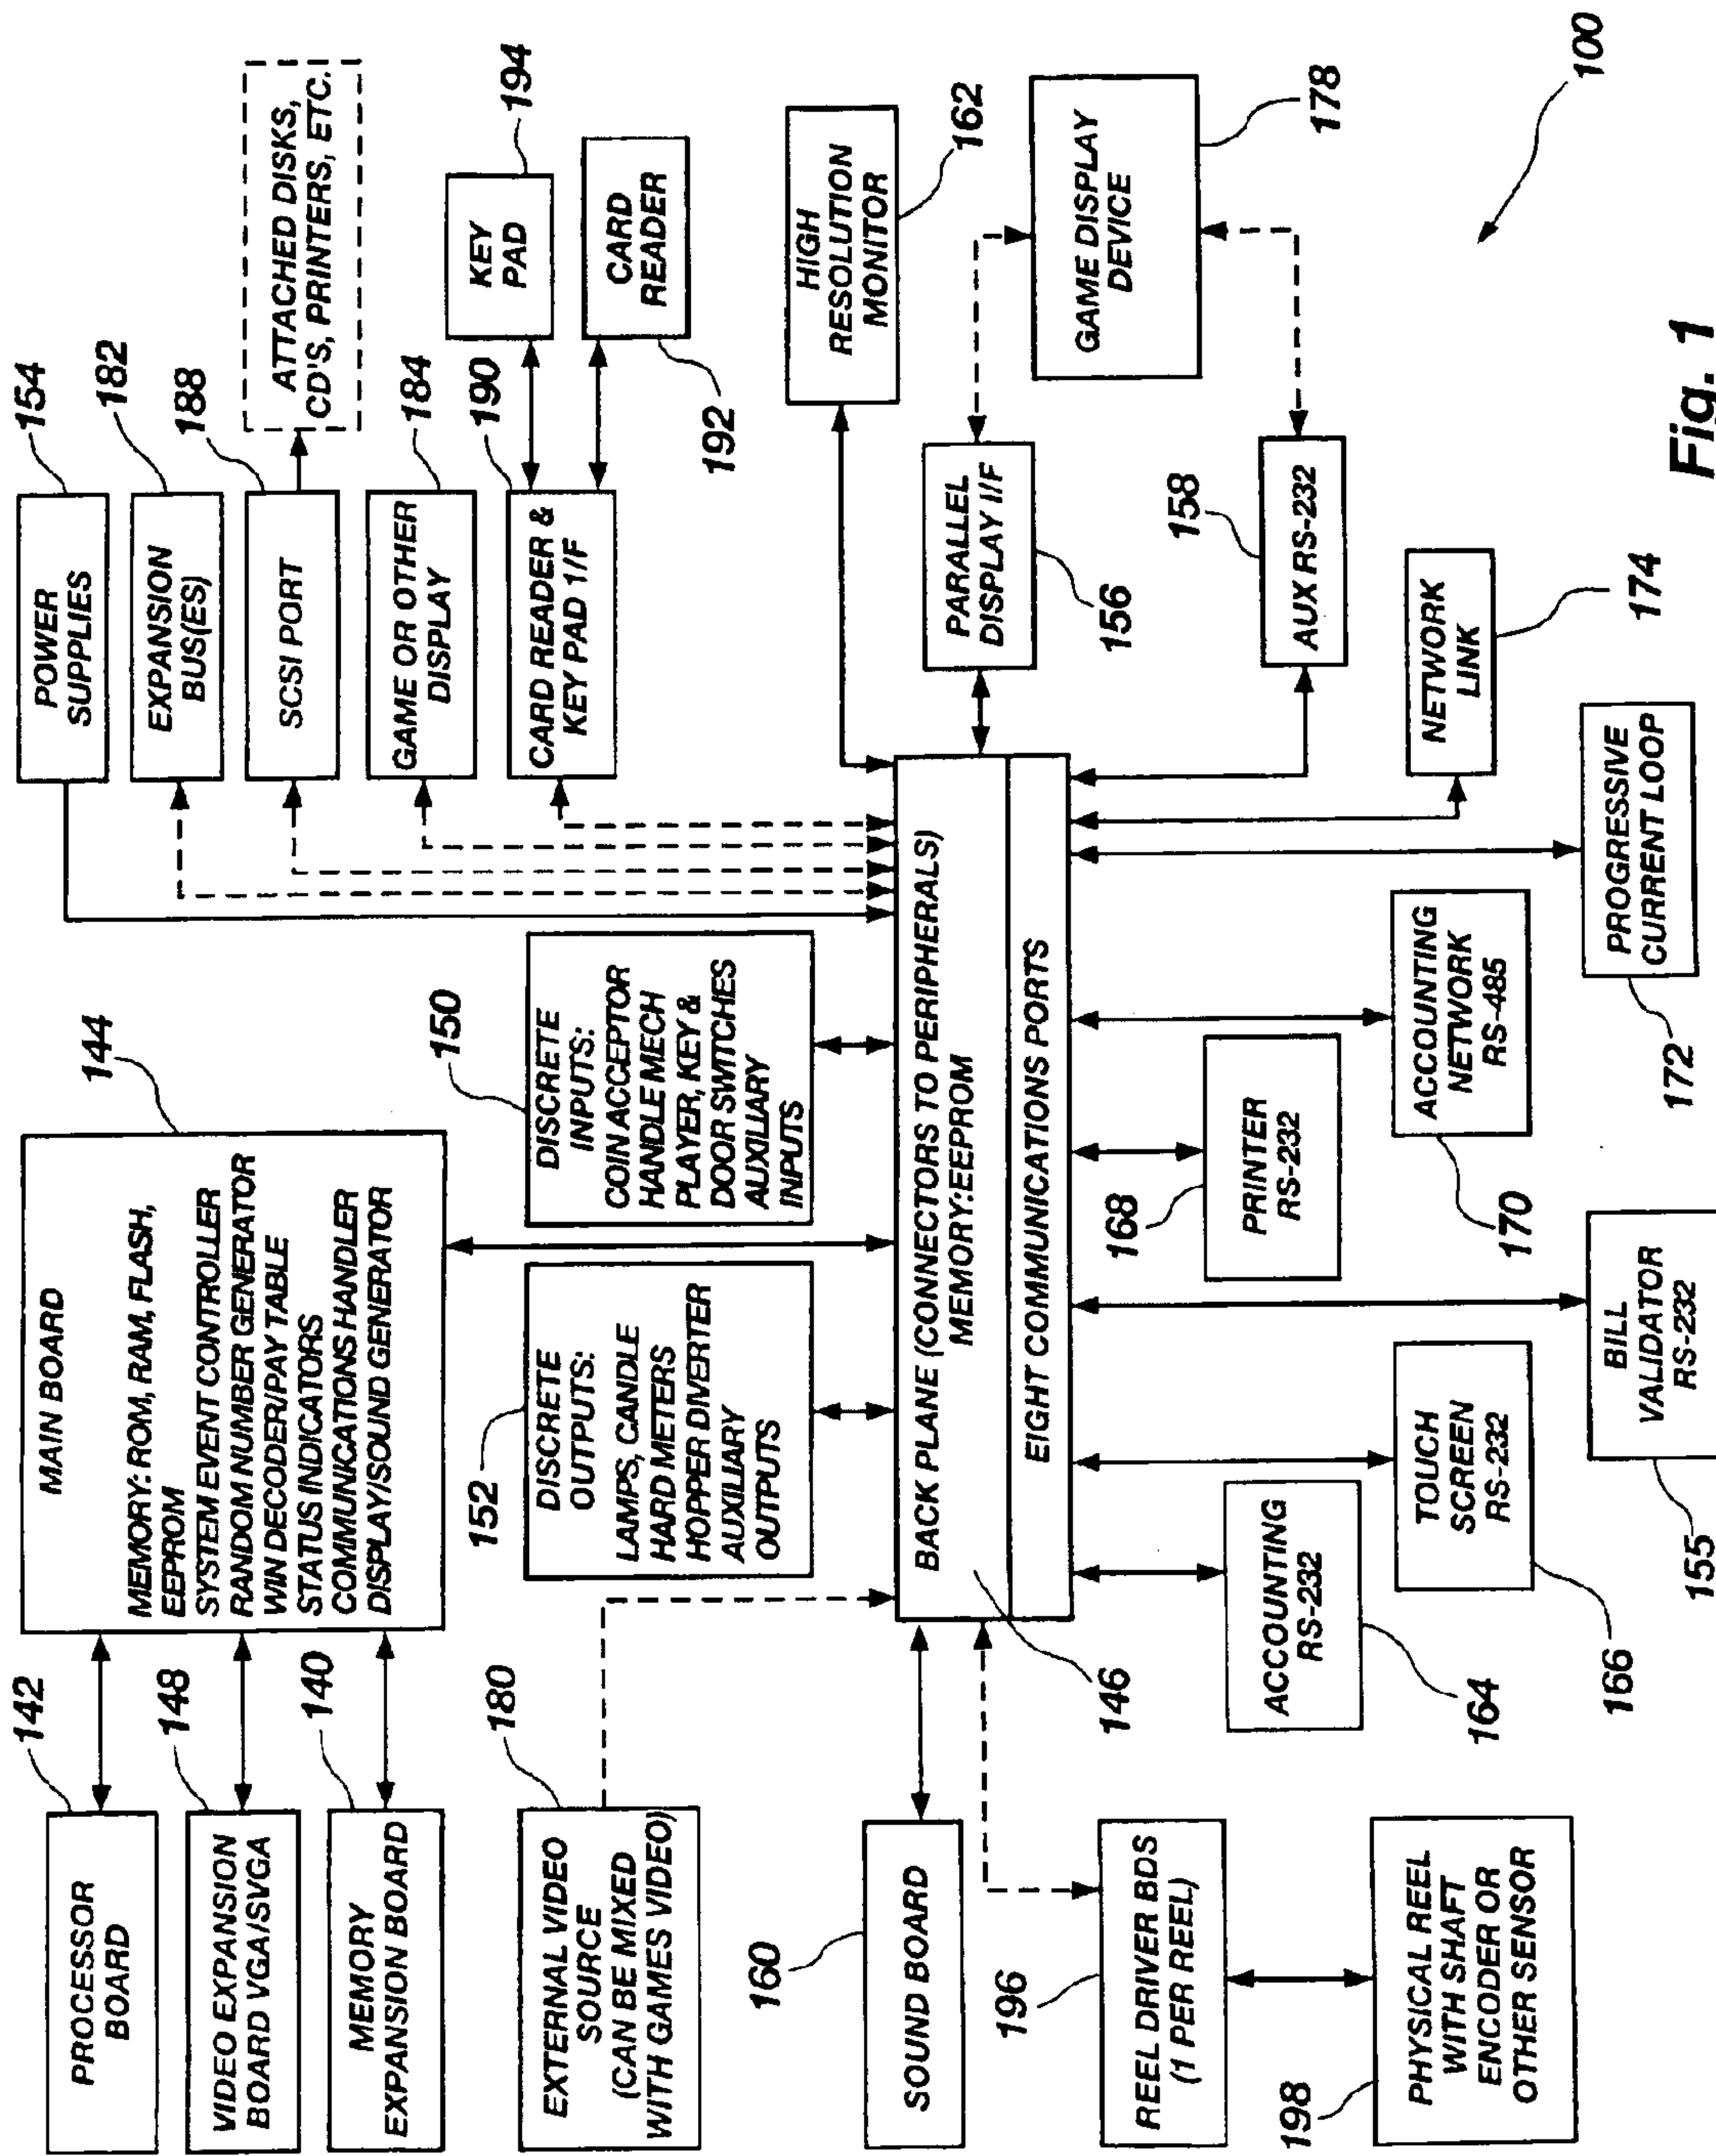 PROCESSOR
BOARD
142
VIDEO EXPANSION
BOARD VGA/SVGA
148
MEMORY
EXPANSION BOARD
140
MAIN BOARD
MEMORY: ROM, RAM, FLASH,
EEPROM
SYSTEM EVENT CONTROLLER
RANDOM NUMBER GENERATOR
WIN DECODER/PAY TABLE
STATUS INDICATORS
COMMUNICATIONS HANDLER
DISPLAY/SOUND GENERATOR
144
POWER
SUPPLIES
154
EXPANSION
BUS(ES)
182
SCSI PORT
188
ATTACHED DISKS,
CD'S, PRINTERS, ETC.
GAME OR OTHER
DISPLAY
184
CARD READER &
KEY PAD 1/F
190
KEY
PAD
194
CARD
READER
192
EXTERNAL VIDEO
SOURCE
(CAN BE MIXED
WITH GAMES VIDEO)
180
DISCRETE
OUTPUTS:
LAMPS, CANDLE
HARD METERS
HOPPER DIVERTER
AUXILIARY
OUTPUTS
152
DISCRETE
INPUTS:
COIN ACCEPTOR
HANDLE MECH
PLAYER, KEY &
DOOR SWITCHES
AUXILIARY
INPUTS
150
HIGH
RESOLUTION
MONITOR
162
SOUND BOARD
160
BACK PLANE (CONNECTORS TO PERIPHERALS)
MEMORY:EEPROM
EIGHT COMMUNICATIONS PORTS
146
PARALLEL
DISPLAY I/F
156
GAME DISPLAY
DEVICE
178
REEL DRIVER BDS
(1 PER REEL)
196
PHYSICAL REEL
WITH SHAFT
ENCODER OR
OTHER SENSOR
198
ACCOUNTING
RS-232
164
TOUCH
SCREEN
RS-232
166
BILL
VALIDATOR
RS-232
155
PRINTER
RS-232
168
ACCOUNTING
NETWORK
RS-485
170
PROGRESSIVE
CURRENT LOOP
172
NETWORK
LINK
174
AUX RS-232
158
100
Fig. 1